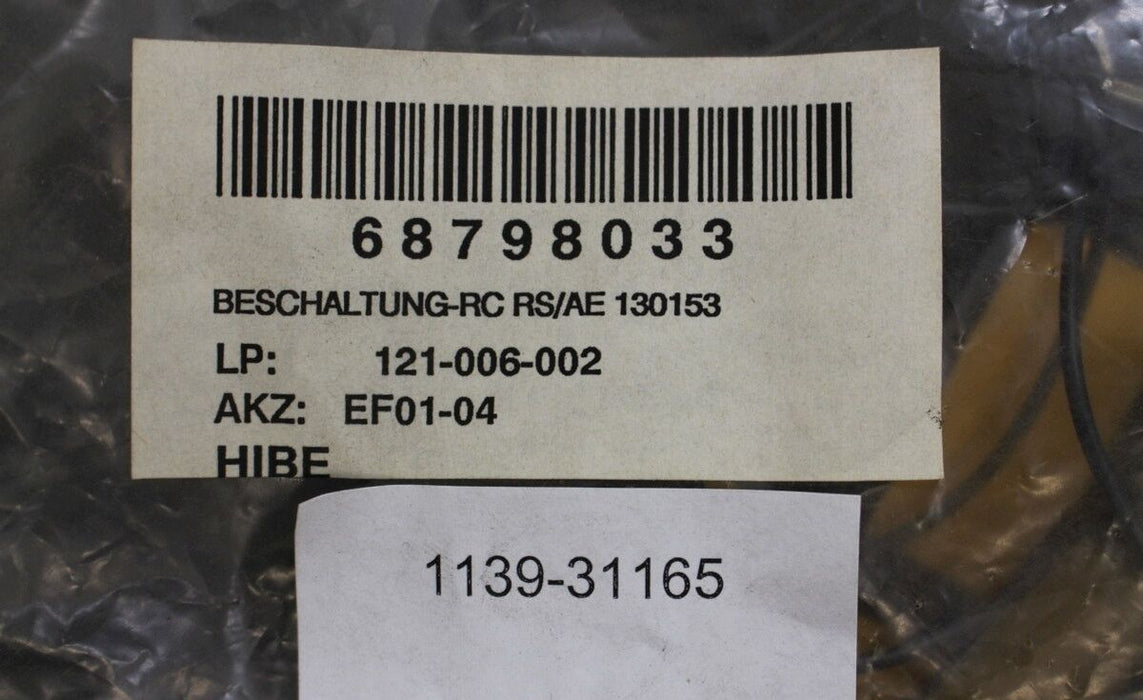 68798033
BESCHALTUNG-RC RS/AE 130153
LP: 121-006-002
AKZ: EF01-04
HIBE
1139-31165